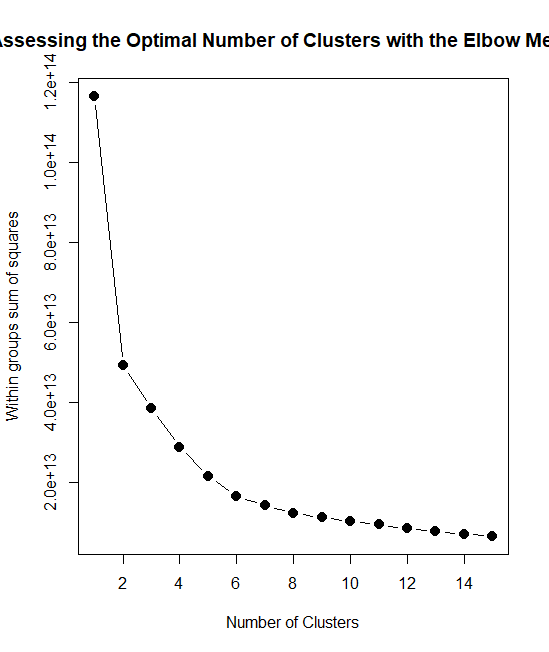 Assessing the Optimal Number of Clusters with the Elbow Me
1.2e+14
1.0e+14
8.0e+13
6.0e+13
4.0e+13
2.0e+13
Within groups sum of squares
2 4 6 8 10 12 14
Number of Clusters